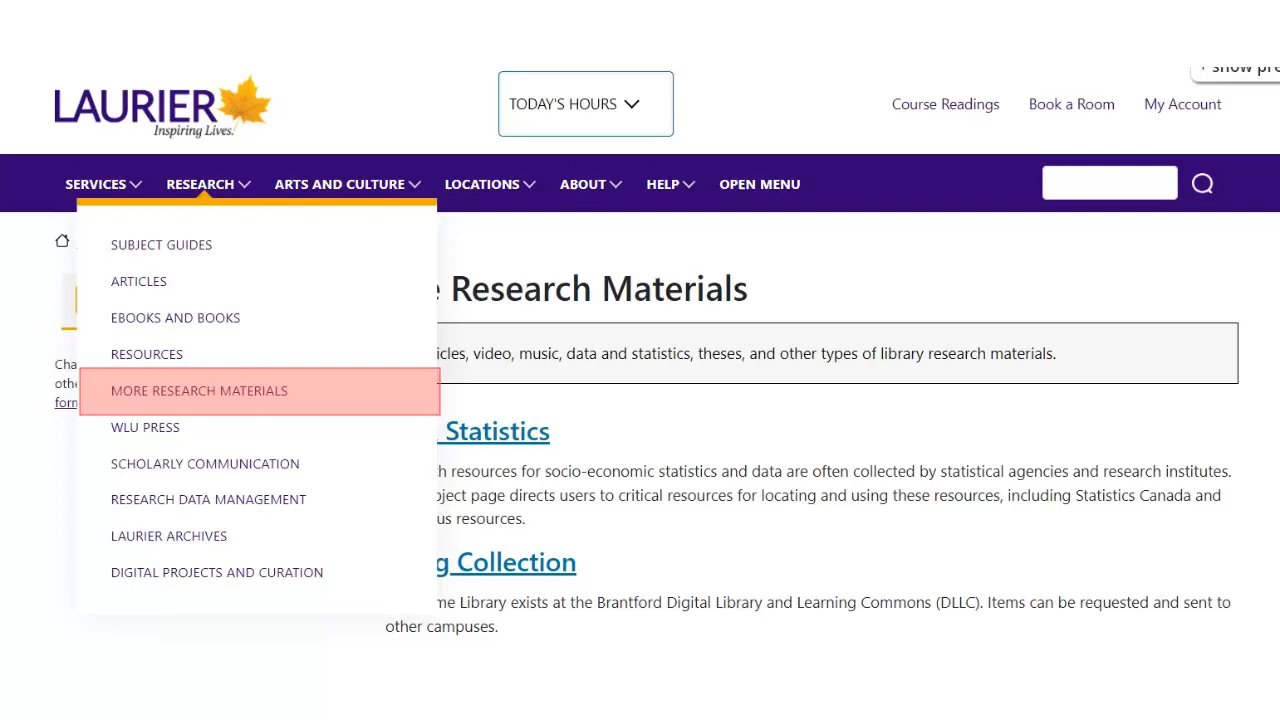 show pre
LAURIER
Inspiring Lives.
TODAY'S HOURS
Course Readings Book a Room My Account
SERVICES RESEARCH ARTS AND CULTURE LOCATIONS ABOUT HELP OPEN MENU
SUBJECT GUIDES
ARTICLES
EBOOKS AND BOOKS
RESOURCES
MORE RESEARCH MATERIALS
WLU PRESS
SCHOLARLY COMMUNICATION
RESEARCH DATA MANAGEMENT
LAURIER ARCHIVES
DIGITAL PROJECTS AND CURATION
Cha
othe
form
e Research Materials
icles, video, music, data and statistics, theses, and other types of library research materials.
Statistics
h resources for socio-economic statistics and data are often collected by statistical agencies and research institutes.
bject page directs users to critical resources for locating and using these resources, including Statistics Canada and
us resources.
g Collection
me Library exists at the Brantford Digital Library and Learning Commons (DLLC). Items can be requested and sent to
other campuses.